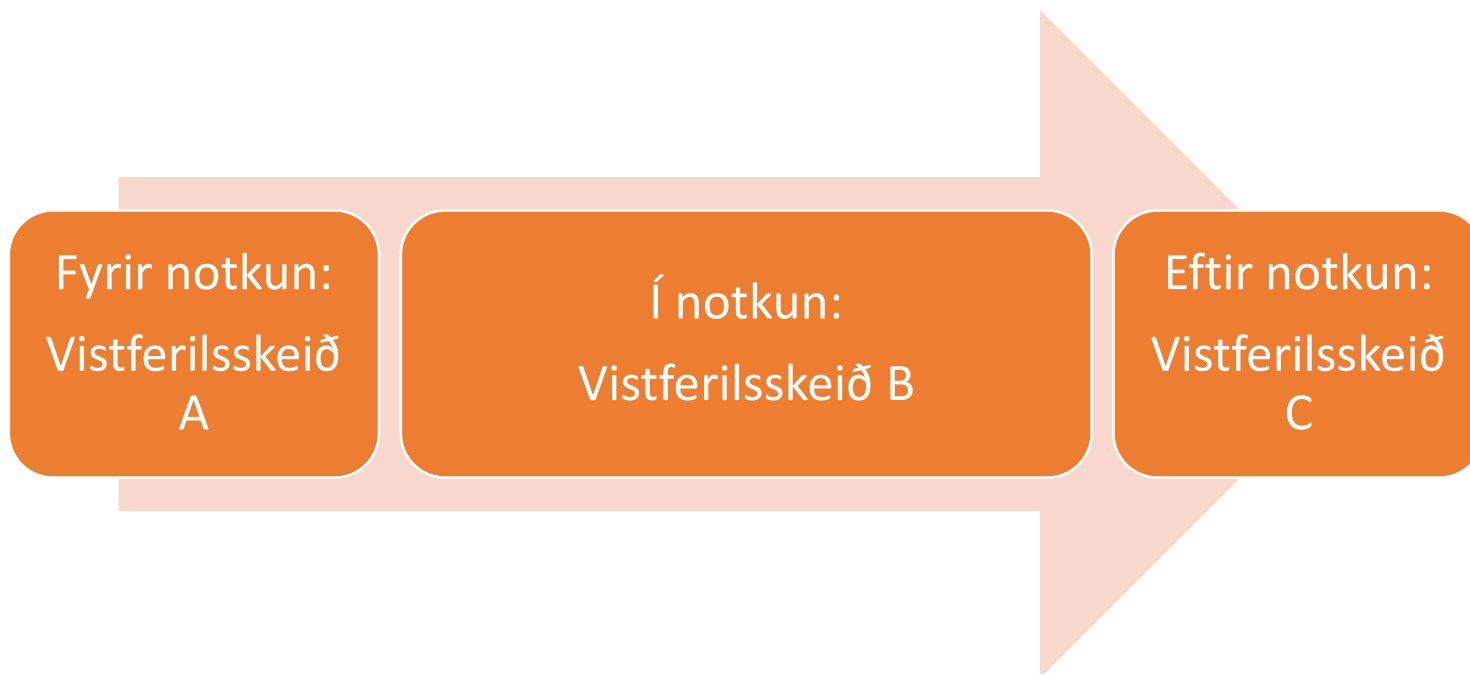 Fyrir notkun:
Vistferilsskeið
A
Í notkun:
Vistferilsskeið B
Eftir notkun:
Vistferilsskeið
C